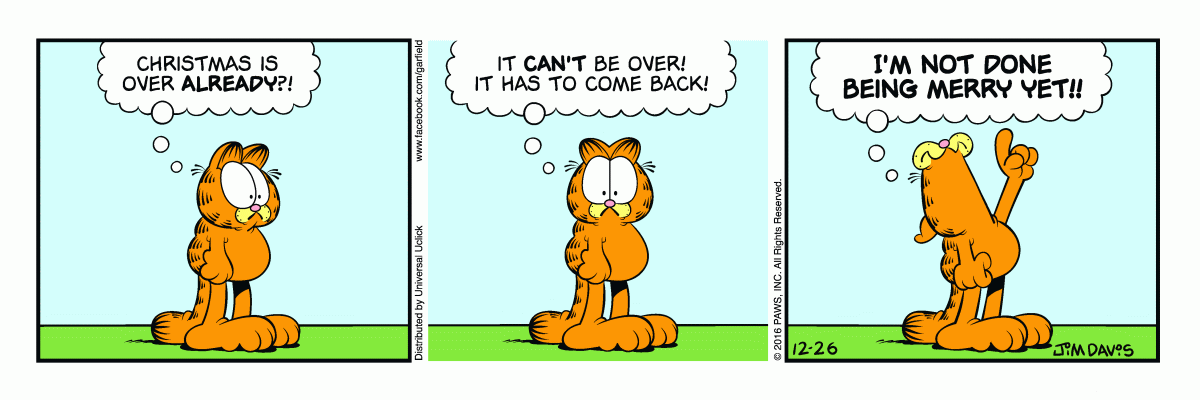 CHRISTMAS IS
OVER ALREADY?!
www.facebook.com/garfield
Distributed by Universal Uclick
IT CAN'T BE OVER!
IT HAS TO COME BACK!
© 2016 PAWS, INC. All Rights Reserved.
I'M NOT DONE
BEING MERRY YET!!
12-26
JIM DAVIS